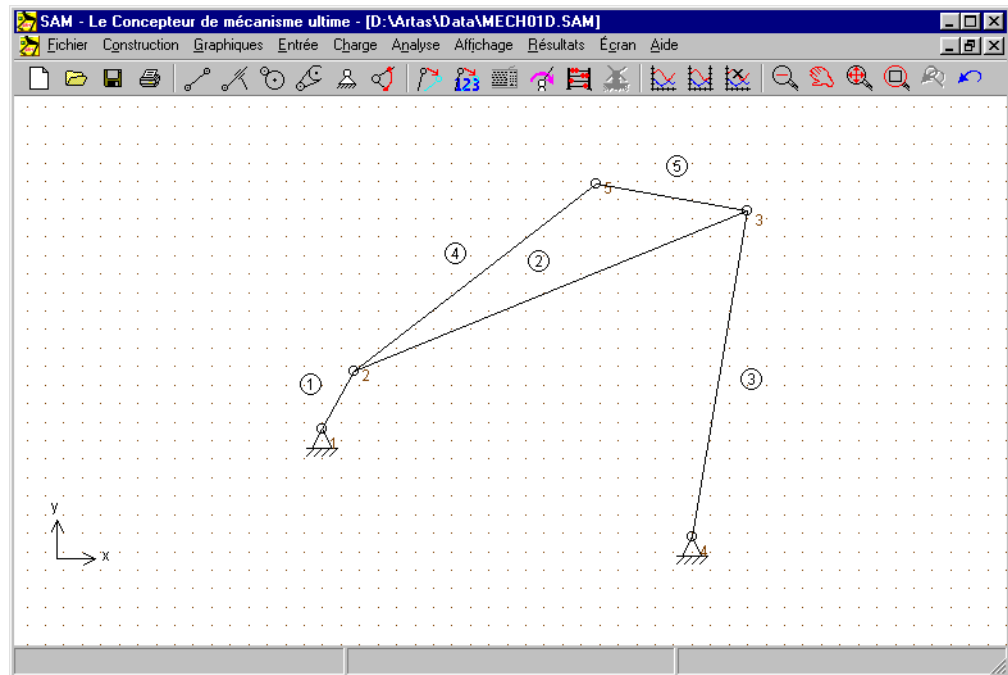 SAM - Le Concepteur de mécanisme ultime - [D:\Artas\Data\MECH01D.SAM]
Fichier Construction Graphiques Entrée Charge Analyse Affichage Résultats Écran Aide
123
5
5
3
4
2
2
1
3
1
4
y
x